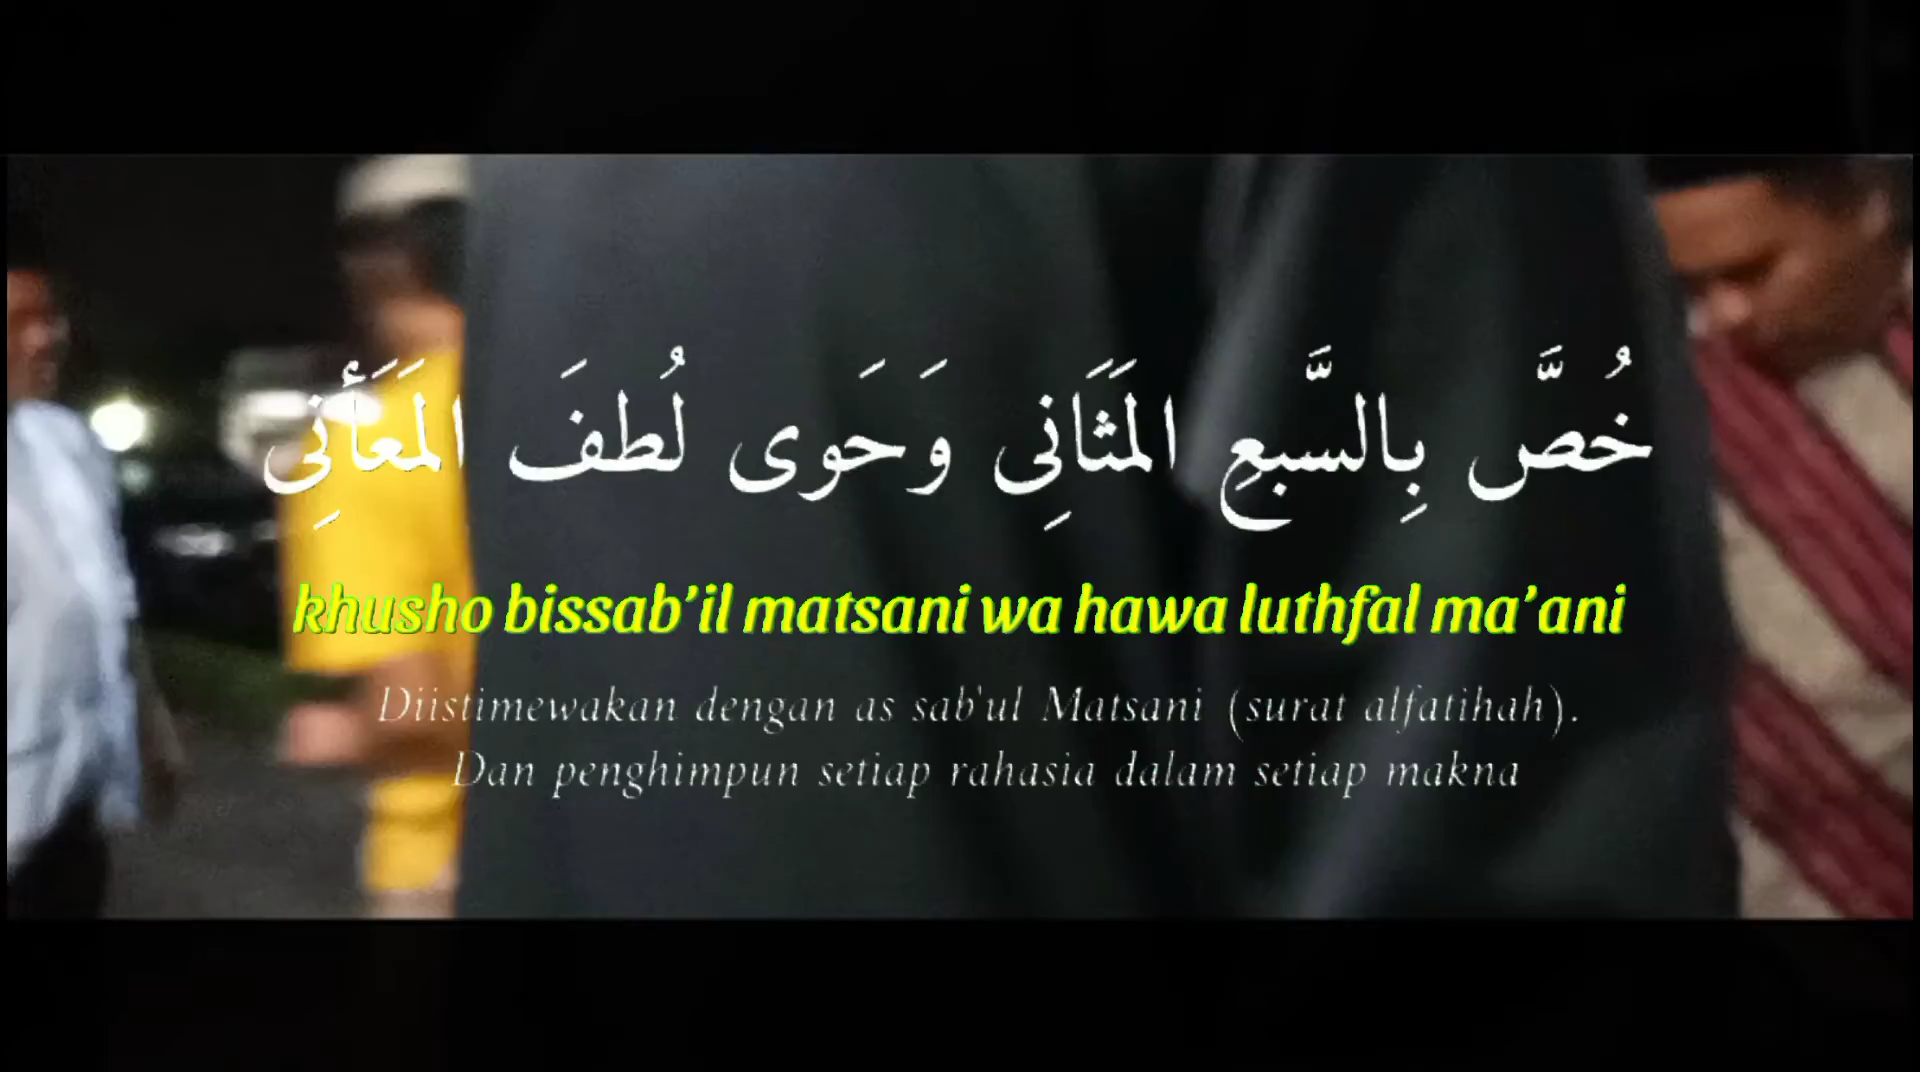 خُصَّ بِالسَّبعِ المَثَانِى وَحَوى لُطفَ المَعَأنِى
khusho bissab’il matsani wa hawa luthfal ma’ani
Diistimewakan dengan as sab'ul Matsani (surat alfatihah).
Dan penghimpun setiap rahasia dalam setiap makna